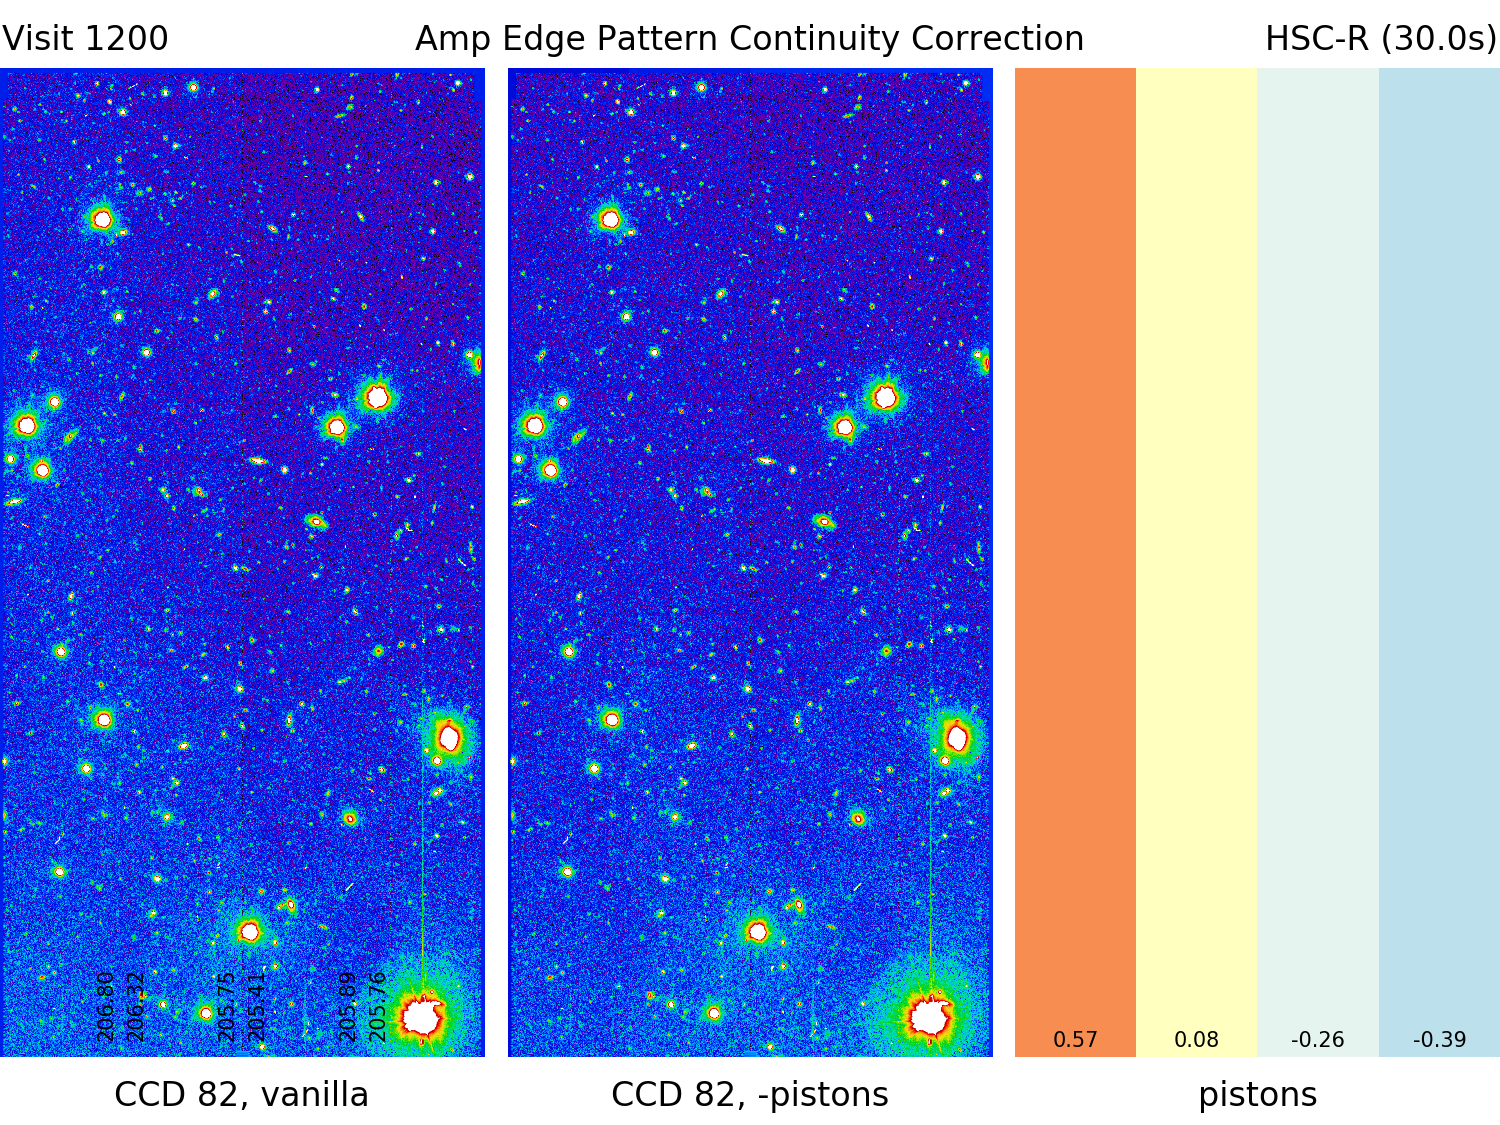 Visit 1200
Amp Edge Pattern Continuity Correction
HSC-R (30.0s)
206.80
206.32
205.75
205.41
205.89
205.76
0.57
0.08
-0.26
-0.39
CCD 82, vanilla
CCD 82, -pistons
pistons